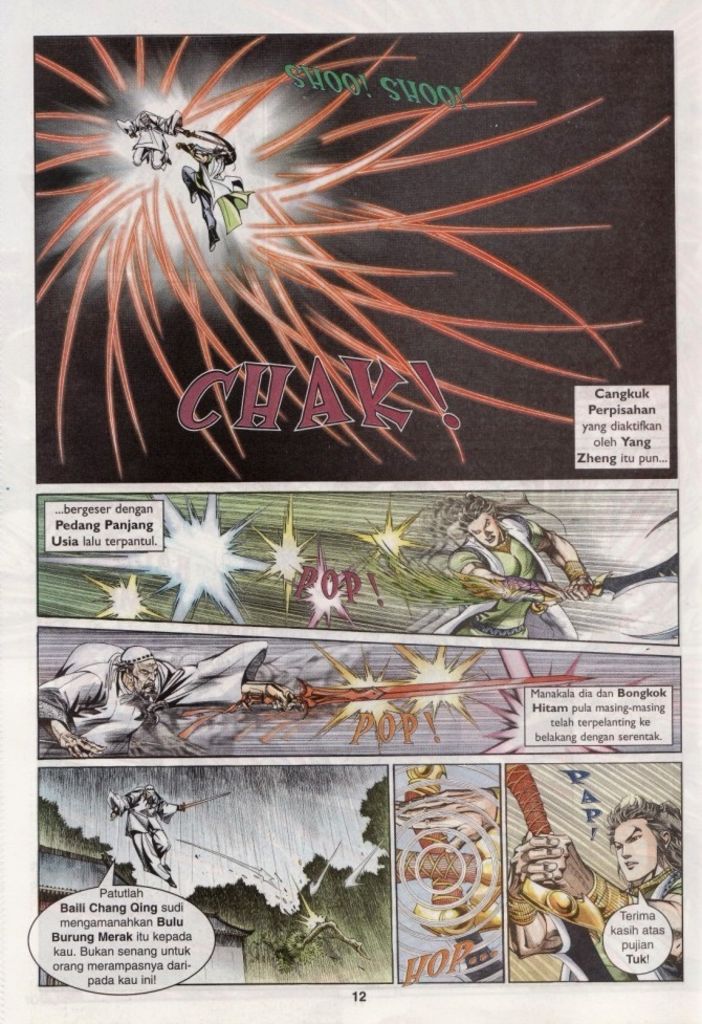 SHOO! SHOO!
CHAK!
Cangkuk
Perpisahan
yang diaktifkan
oleh Yang
Zheng itu pun...
...bergeser dengan
Pedang Panjang
Usia lalu terpantul.
POP!
Manakala dia dan Bongkok
Hitam pula masing-masing
telah terpelanting ke
belakang dengan serentak.
POP!
Patutlah
Baili Chang Qing sudi
mengamanahkan Bulu
Burung Merak itu kepada
kau. Bukan senang untuk
orang merampasnya dari-
pada kau ini!
HOP...
PAP!
Terima
kasih atas
pujian
Tuk!
12